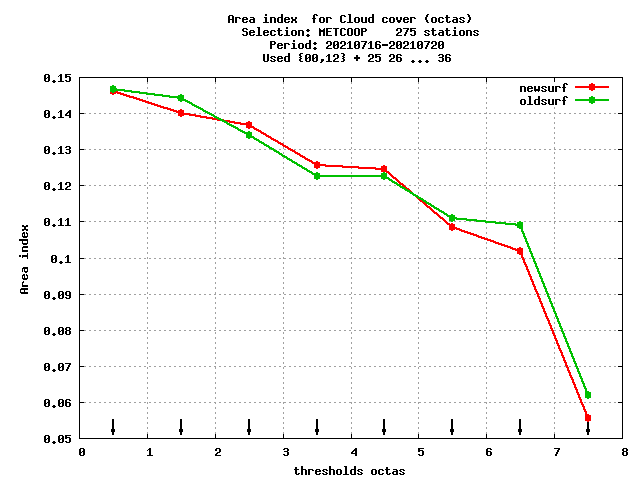 Area index  for Cloud cover (octas)
Selection: METCOOP    275 stations
Period: 20210716-20210720
Used {00,12} + 25 26 ... 36
newsurf
oldsurf
0.15
0.14
0.13
0.12
0.11
0.1
0.09
0.08
0.07
0.06
0.05
Area index
0 1 2 3 4 5 6 7 8
thresholds octas